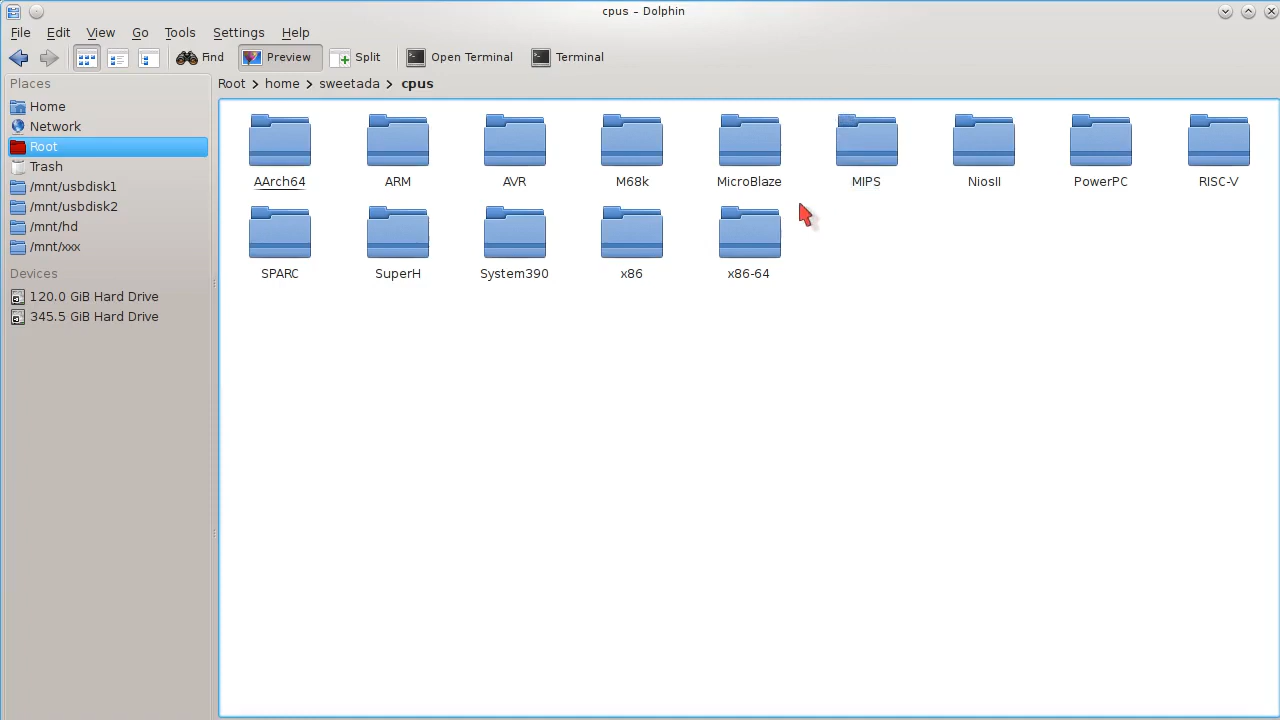 cpus – Dolphin
File Edit View Go Tools Settings Help
Find Preview Split Open Terminal Terminal
Places
Home
Network
Root
Trash
/mnt/usbdisk1
/mnt/usbdisk2
/mnt/hd
/mnt/xxx
Devices
120.0 GiB Hard Drive
345.5 GiB Hard Drive
Root > home > sweetada > cpus
AArch64 ARM AVR M68k MicroBlaze MIPS NiosII PowerPC RISC-V
SPARC SuperH System390 x86 x86-64